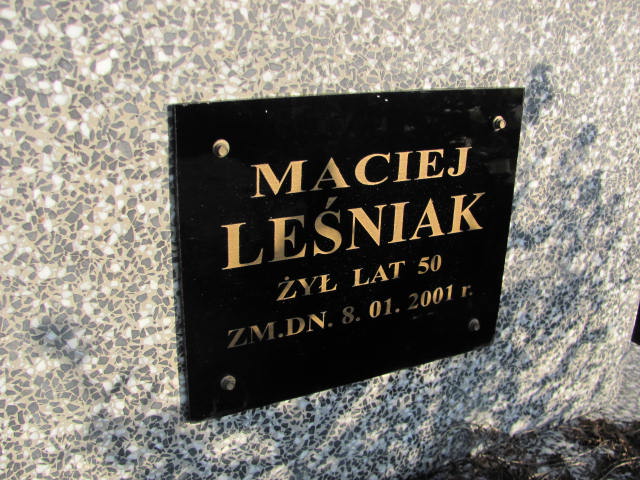 MACIEJ
LEŚNIAK
ŻYŁ LAT 50
ZM.DN. 8. 01. 2001 r.